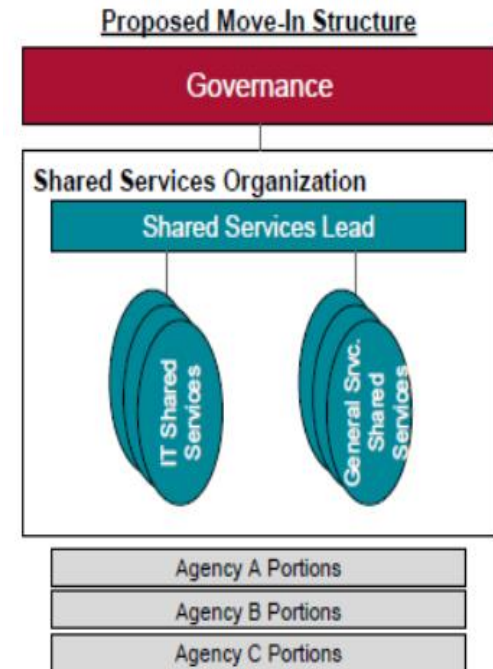 Proposed Move-In Structure
Governance
Shared Services Organization
Shared Services Lead
IT Shared
Services
General Srvc.
Shared
Services
Agency A Portions
Agency B Portions
Agency C Portions